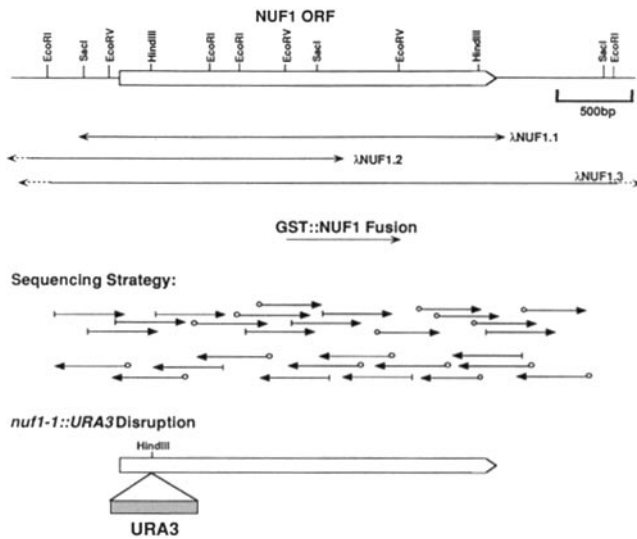 NUF1 ORF
EcoRI
SacI
EcoRV
HindIII
EcoRI
EcoRI
EcoRV
SacI
EcoRV
HindIII
SacI
EcoRI
500bp
λNUF1.1
λNUF1.2
λNUF1.3
GST::NUF1 Fusion
Sequencing Strategy:
nuf1-1::URA3 Disruption
HindIII
URA3